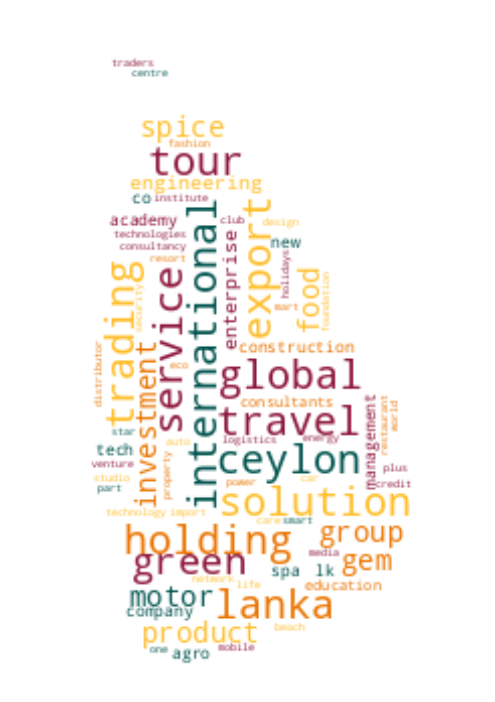 traders
centre
spice
fashion
tour
engineering
co
institute
academy
club
design
technologies
consultancy
new
resort
international
export
enterprise
service
trading
security
holidays
food
foundation
mart
distributor
investment
construction
eco
global
consultants
travel
management
restaurant
world
star
auto
logistics
energy
tech
ceylon
venture
property
plus
studio
power
car
credit
part
solution
technology
import
care
smart
holding
group
green
media
gem
spa
lk
network
life
education
motor
lanka
company
product
beach
one
agro
mobile